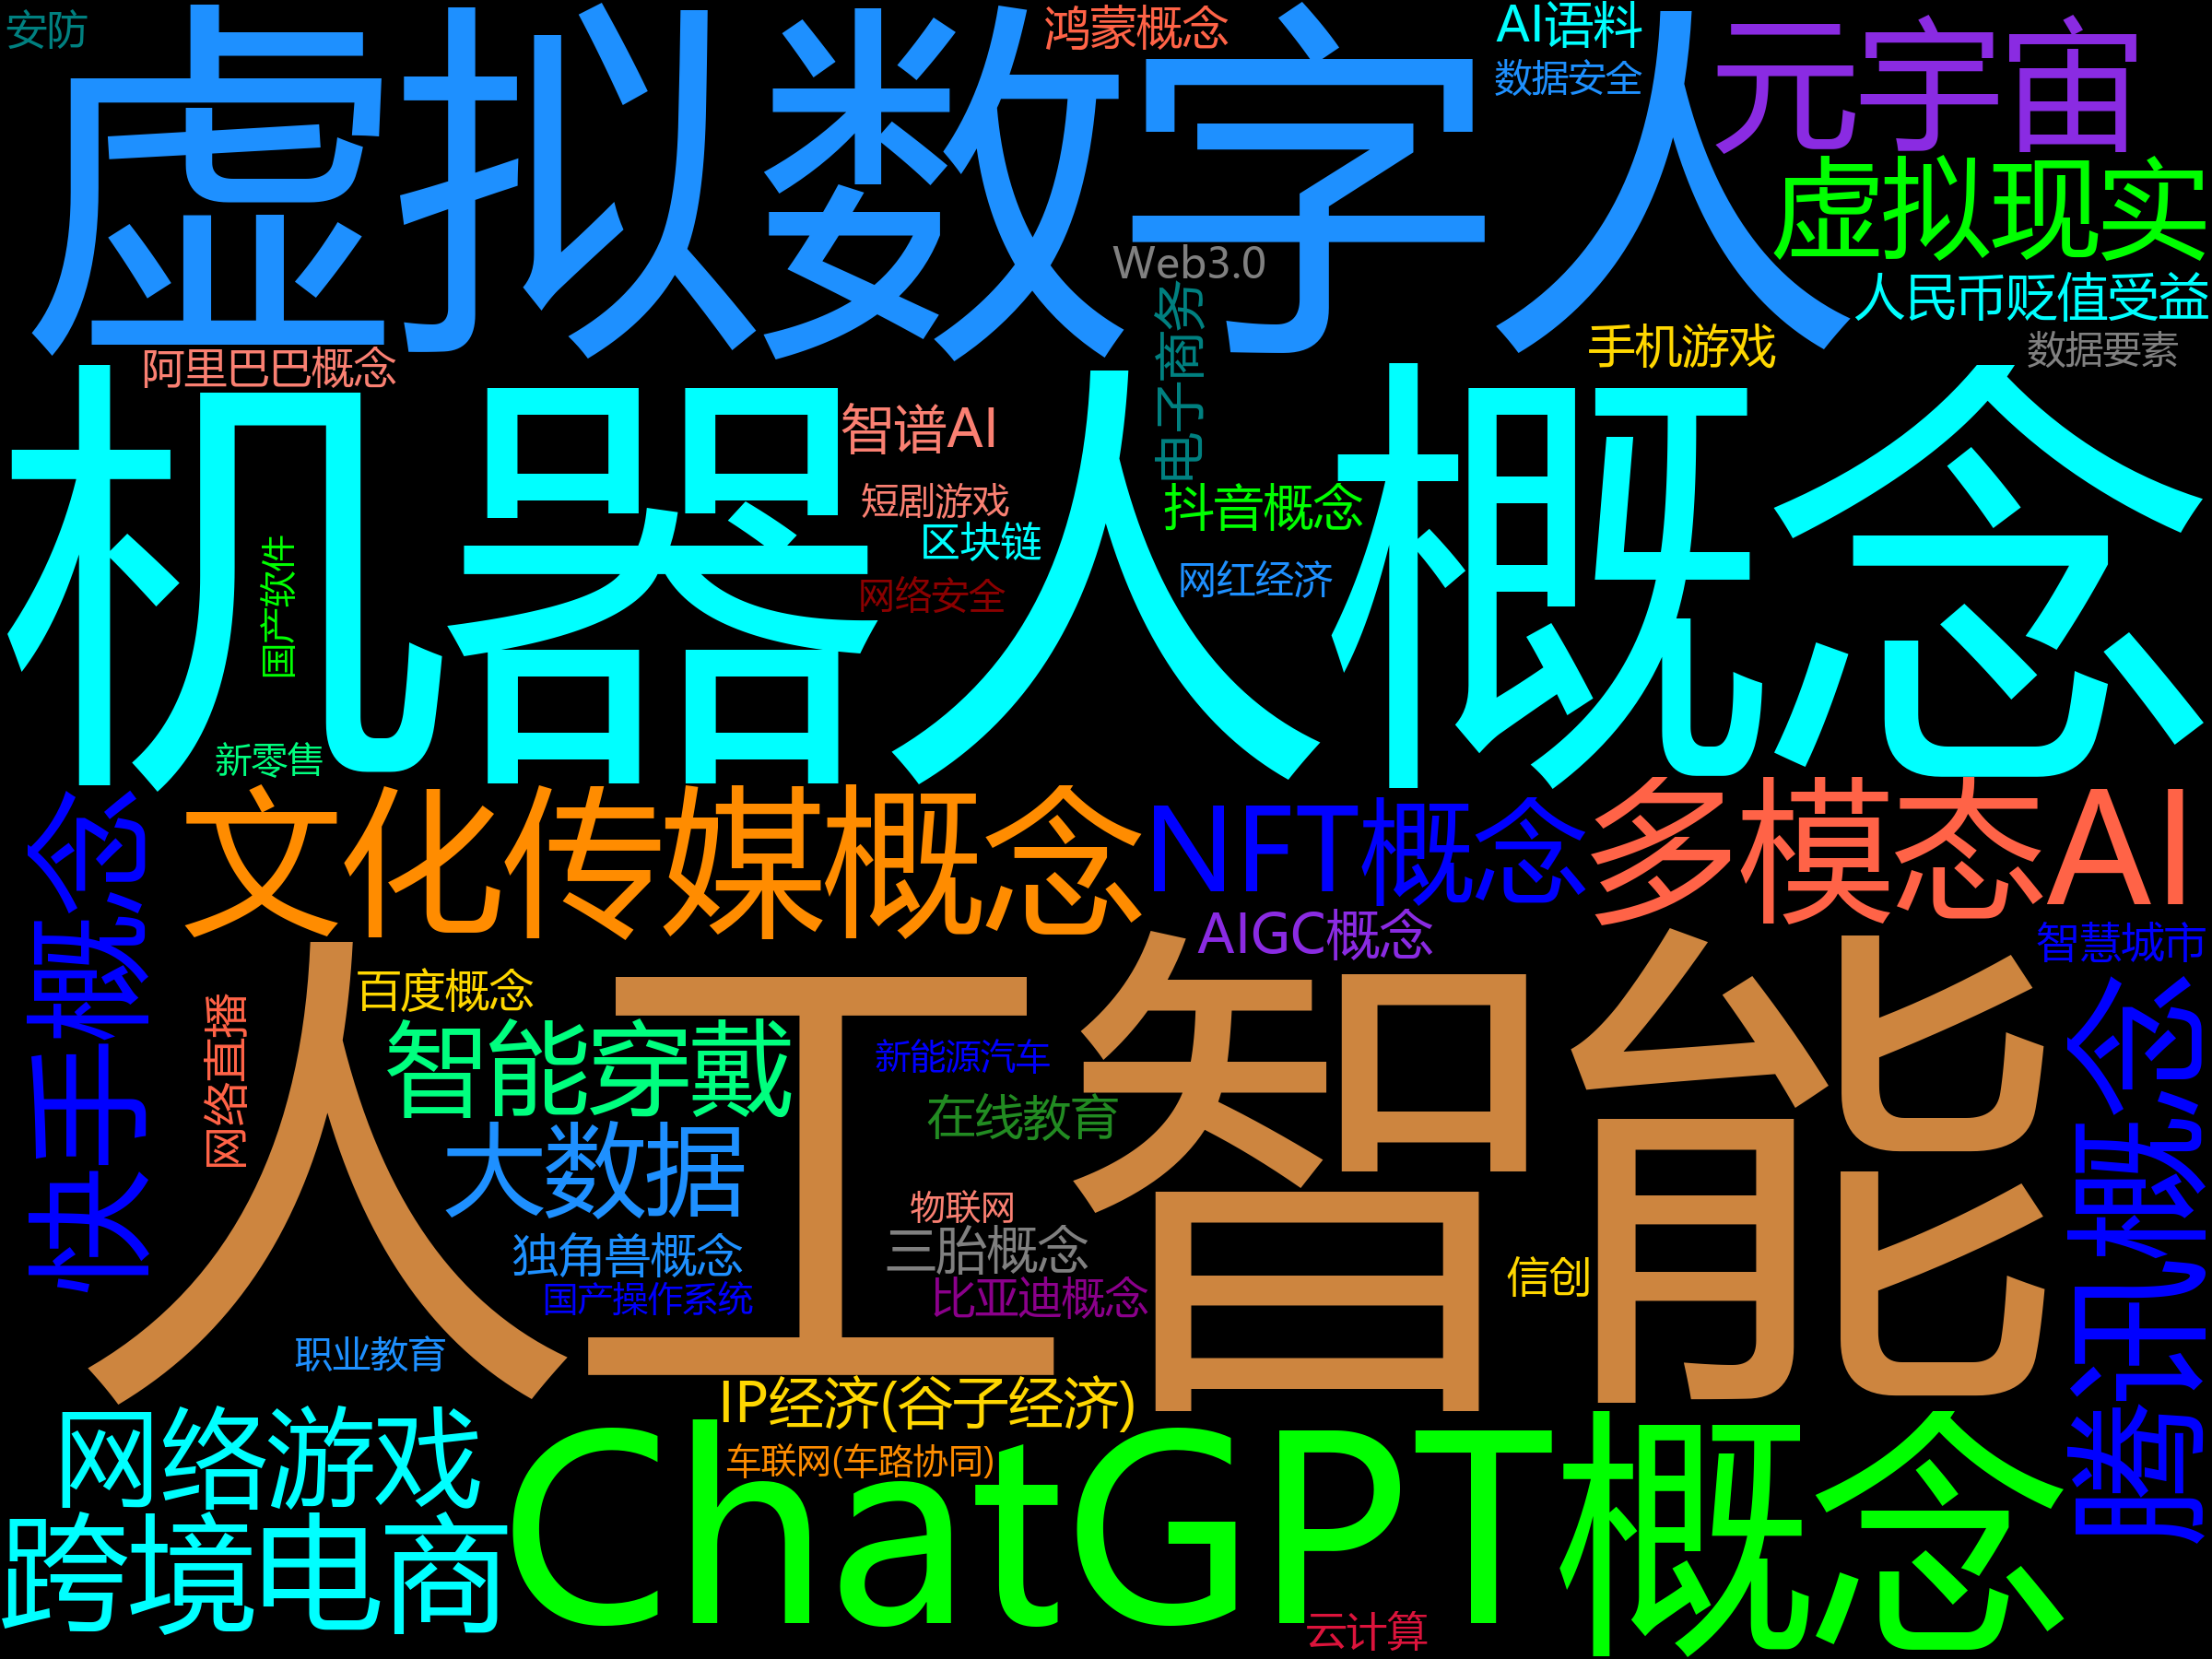 安防
虚拟数字人
鸿蒙概念
AI语料
数据安全
元宇宙
虚拟现实
Web3.0
人民币贬值受益
手机游戏
数据要素
阿里巴巴概念
电子商务
机器人概念
智谱AI
短剧游戏
区块链
网络安全
抖音概念
网红经济
国产软件
新零售
快手概念
文化传媒概念
NFT概念
多模态AI
AIGC概念
智慧城市
人工智能
百度概念
网络直播
智能穿戴
新能源汽车
大数据
在线教育
腾讯概念
物联网
独角兽概念
三胎概念
国产操作系统
比亚迪概念
信创
职业教育
IP经济(谷子经济)
网络游戏
车联网(车路协同)
ChatGPT概念
跨境电商
云计算